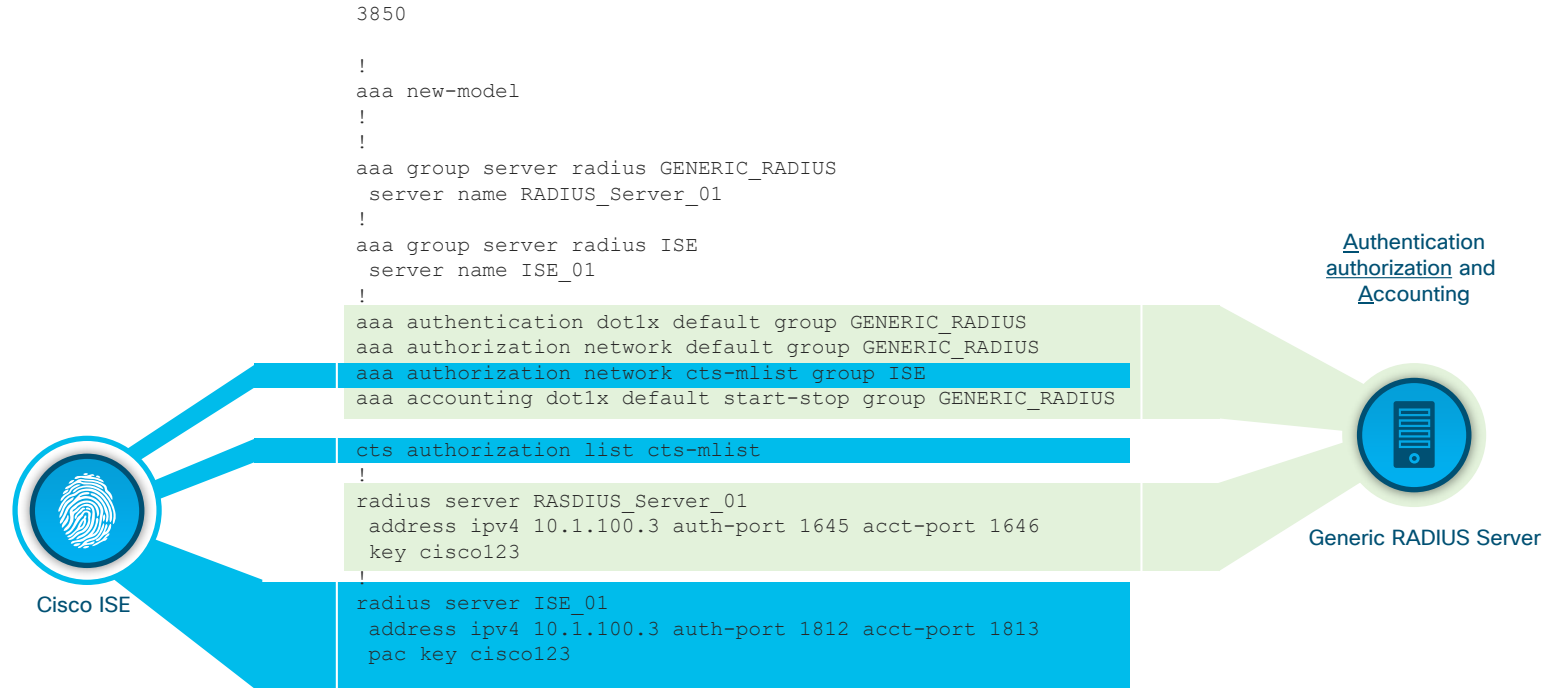 3850
!
aaa new-model
!
!
aaa group server radius GENERIC_RADIUS
server name RADIUS_Server_01
!
aaa group server radius ISE
server name ISE_01
!
aaa authentication dot1x default group GENERIC_RADIUS
aaa authorization network default group GENERIC_RADIUS
aaa authorization network cts-mlist group ISE
aaa accounting dot1x default start-stop group GENERIC_RADIUS
cts authorization list cts-mlist
!
radius server RASDIUS_Server_01
address ipv4 10.1.100.3 auth-port 1645 acct-port 1646
key cisco123
!
radius server ISE_01
address ipv4 10.1.100.3 auth-port 1812 acct-port 1813
pac key cisco123
Cisco ISE
Authentication
authorization and
Accounting
Generic RADIUS Server